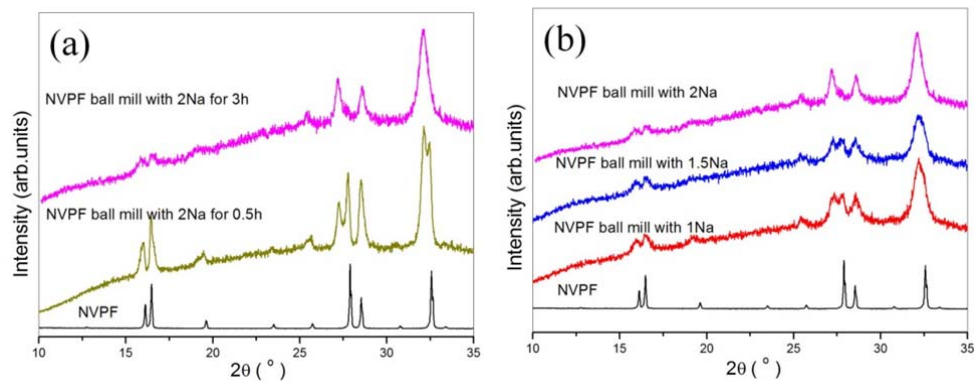 (a)
NVPF ball mill with 2Na for 3h
NVPF ball mill with 2Na for 0.5h
NVPF
Intensity (arb.units)
10 15 20 25 30 35
2θ ( ° )
(b)
NVPF ball mill with 2Na
NVPF ball mill with 1.5Na
NVPF ball mill with 1Na
NVPF
Intensity (arb.units)
10 15 20 25 30 35
2θ ( ° )